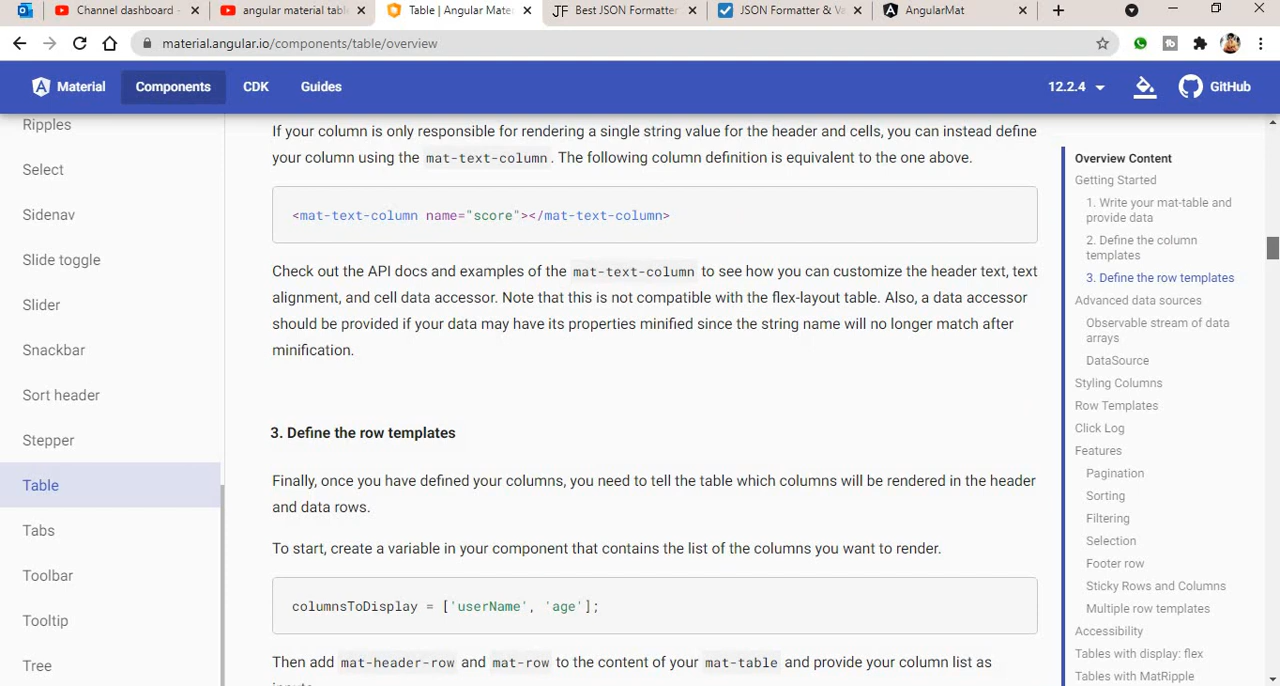 Channel dashboard -
angular material table
Table | Angular Mate
Best JSON Formatter
JSON Formatter & Va
AngularMat
material.angular.io/components/table/overview
Material
Components
CDK
Guides
12.2.4
GitHub
Ripples
Select
Sidenav
Slide toggle
Slider
Snackbar
Sort header
Stepper
Table
Tabs
Toolbar
Tooltip
Tree
If your column is only responsible for rendering a single string value for the header and cells, you can instead define
your column using the mat-text-column. The following column definition is equivalent to the one above.
<mat-text-column name="score"></mat-text-column>
Check out the API docs and examples of the mat-text-column to see how you can customize the header text, text
alignment, and cell data accessor. Note that this is not compatible with the flex-layout table. Also, a data accessor
should be provided if your data may have its properties minified since the string name will no longer match after
minification.
3. Define the row templates
Finally, once you have defined your columns, you need to tell the table which columns will be rendered in the header
and data rows.
To start, create a variable in your component that contains the list of the columns you want to render.
columnsToDisplay = ['userName', 'age'];
Then add mat-header-row and mat-row to the content of your mat-table and provide your column list as
Overview Content
Getting Started
1. Write your mat-table and
provide data
2. Define the column
templates
3. Define the row templates
Advanced data sources
Observable stream of data
arrays
DataSource
Styling Columns
Row Templates
Click Log
Features
Pagination
Sorting
Filtering
Selection
Footer row
Sticky Rows and Columns
Multiple row templates
Accessibility
Tables with display: flex
Tables with MatRipple